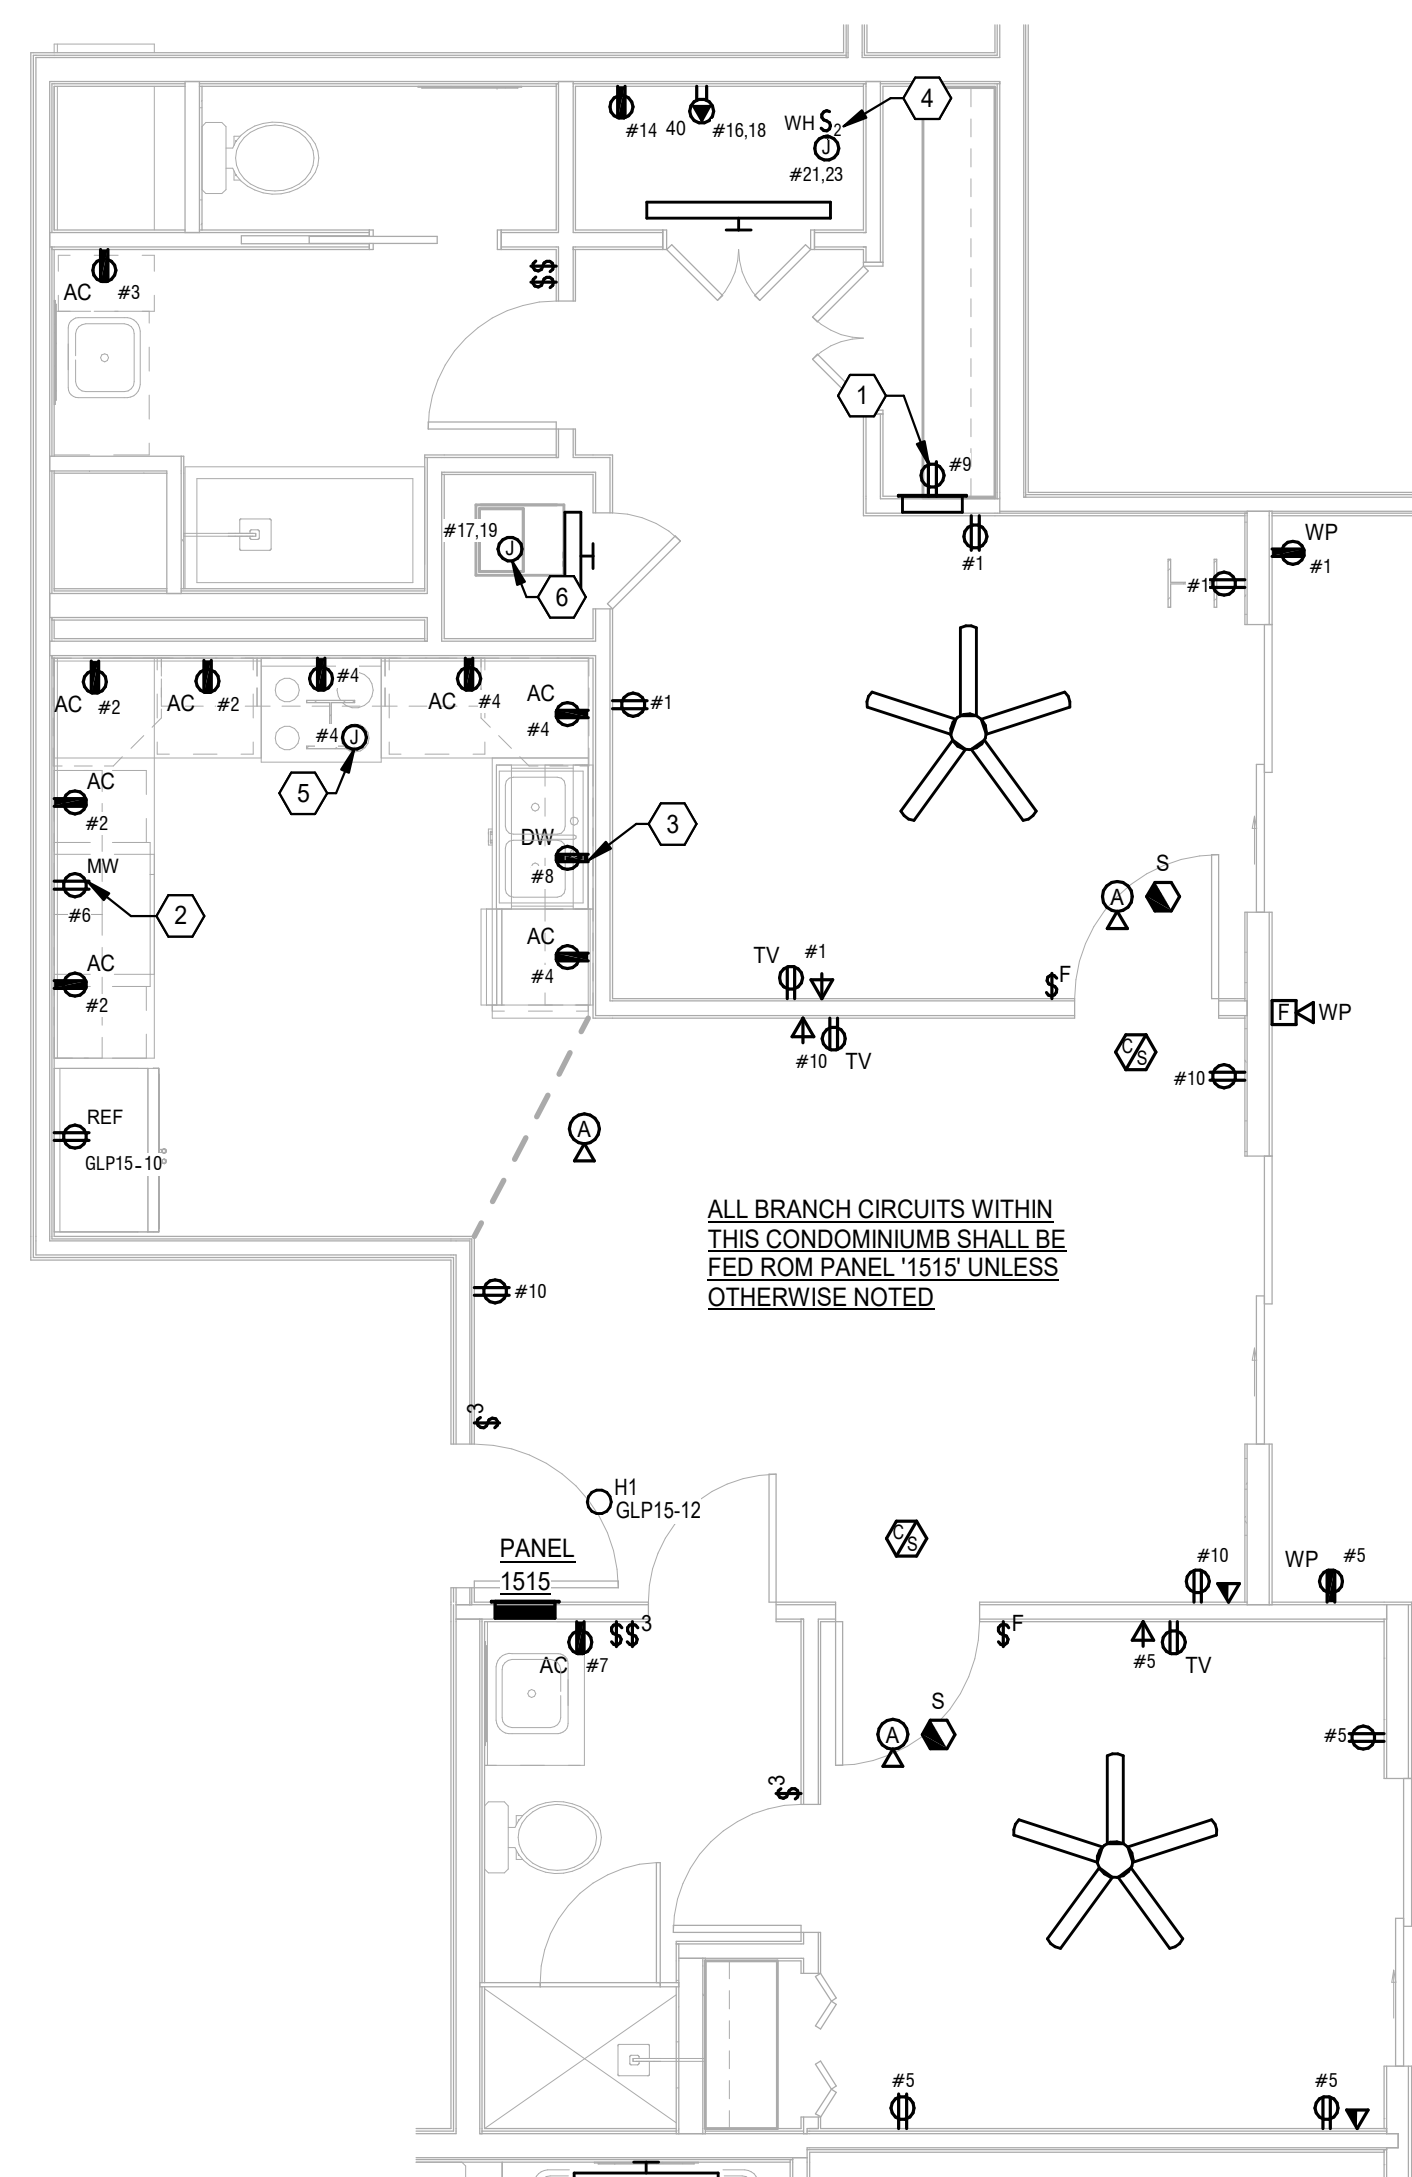 4
WH $2
#14 40 #16,18
J
#21,23
AC #3
$$
1
#9
#17,19
J
6
#1
WP
#1
#1
#4
AC #2
AC #2
AC #4
AC
#4
#1
#4 J
5
AC
#2
3
DW
#8
MW
#6
2
AC
#2
AC
#4
S
A
TV #1
$F
F WP
#10 TV
C/S
#10
REF
GLP15-10
A
ALL BRANCH CIRCUITS WITHIN
THIS CONDOMINIUMB SHALL BE
FED ROM PANEL '1515' UNLESS
OTHERWISE NOTED
#10
$3
H1
GLP15-12
PANEL
1515
C/S
#10
WP #5
$$3
AC #7
$F
#5 TV
S
A
#5
$3
#5
#5